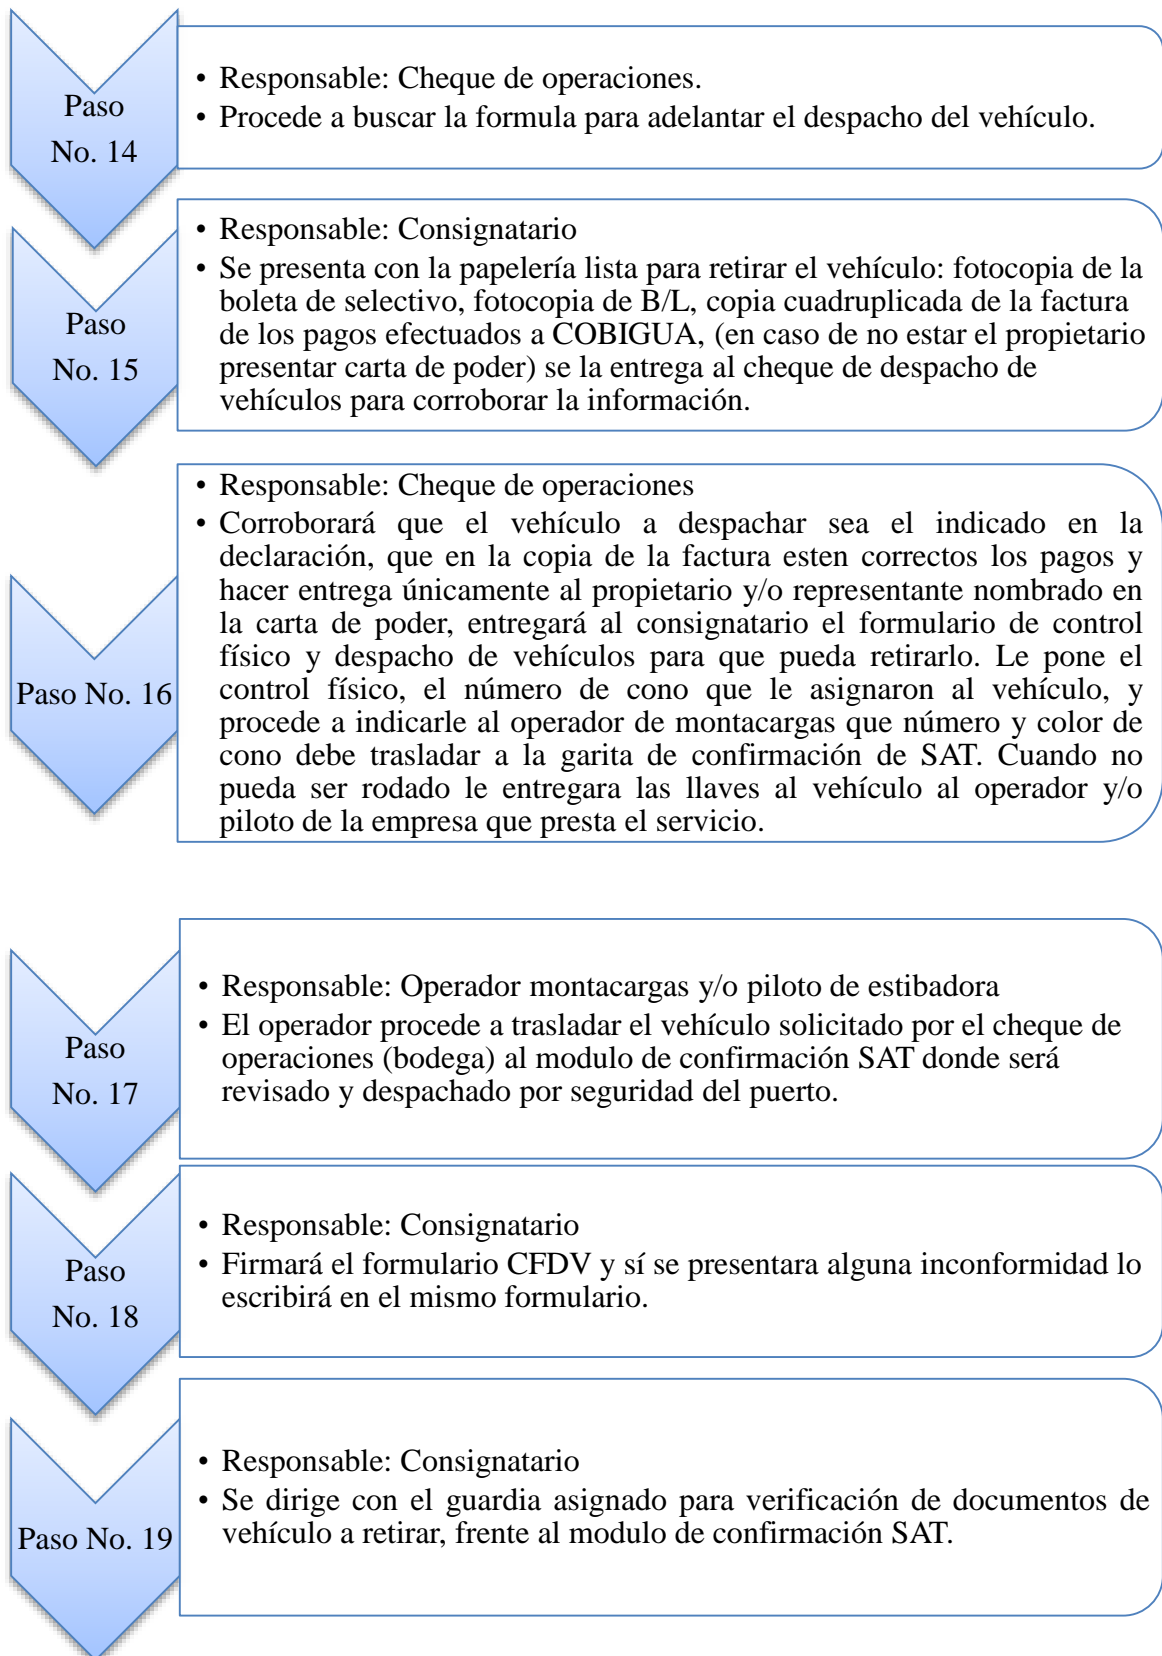 Paso
No. 14
• Responsable: Cheque de operaciones.
• Procede a buscar la formula para adelantar el despacho del vehículo.
Paso
No. 15
• Responsable: Consignatario
• Se presenta con la papelería lista para retirar el vehículo: fotocopia de la
boleta de selectivo, fotocopia de B/L, copia cuadruplicada de la factura
de los pagos efectuados a COBIGUA, (en caso de no estar el propietario
presentar carta de poder) se la entrega al cheque de despacho de
vehículos para corroborar la información.
Paso No. 16
• Responsable: Cheque de operaciones
• Corroborará que el vehículo a despachar sea el indicado en la
declaración, que en la copia de la factura esten correctos los pagos y
hacer entrega únicamente al propietario y/o representante nombrado en
la carta de poder, entregará al consignatario el formulario de control
físico y despacho de vehículos para que pueda retirarlo. Le pone el
control físico, el número de cono que le asignaron al vehículo, y
procede a indicarle al operador de montacargas que número y color de
cono debe trasladar a la garita de confirmación de SAT. Cuando no
pueda ser rodado le entregara las llaves al vehículo al operador y/o
piloto de la empresa que presta el servicio.
Paso
No. 17
• Responsable: Operador montacargas y/o piloto de estibadora
• El operador procede a trasladar el vehículo solicitado por el cheque de
operaciones (bodega) al modulo de confirmación SAT donde será
revisado y despachado por seguridad del puerto.
Paso
No. 18
• Responsable: Consignatario
• Firmará el formulario CFDV y sí se presentara alguna inconformidad lo
escribirá en el mismo formulario.
Paso No. 19
• Responsable: Consignatario
• Se dirige con el guardia asignado para verificación de documentos de
vehículo a retirar, frente al modulo de confirmación SAT.